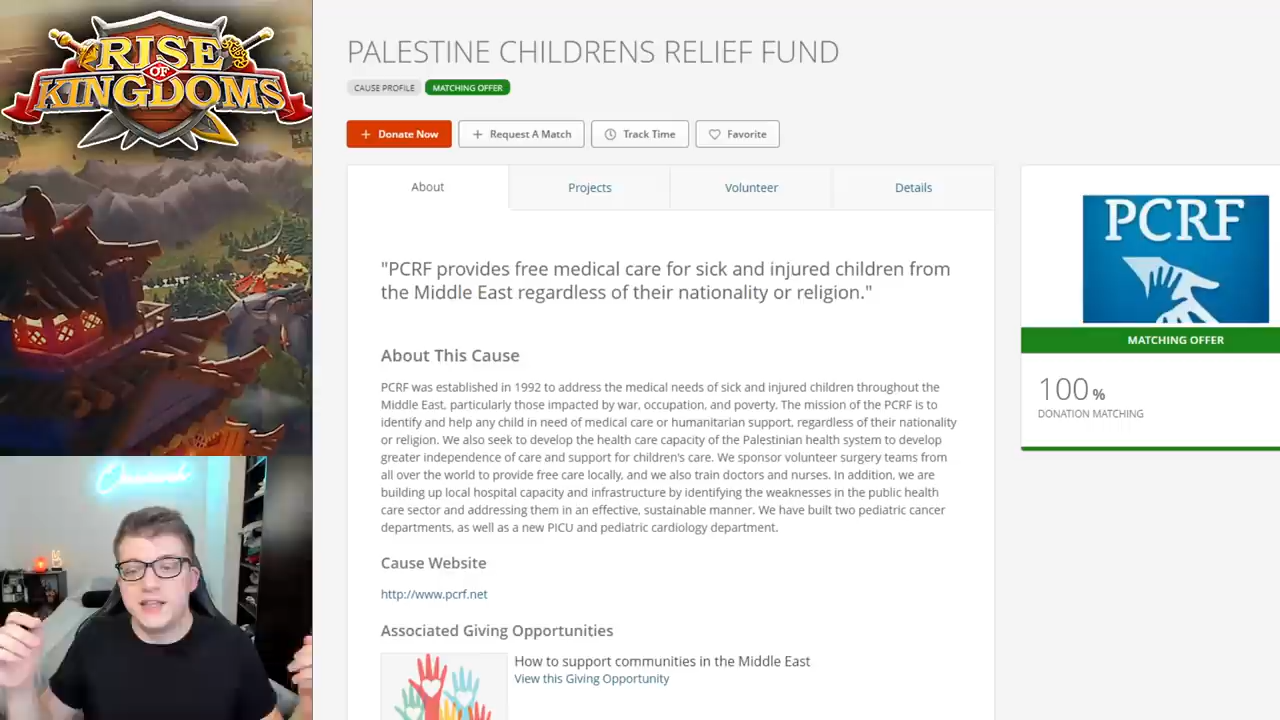 RISE
OF
KINGDOMS
PALESTINE CHILDRENS RELIEF FUND
CAUSE PROFILE
MATCHING OFFER
+ Donate Now
+ Request A Match
Track Time
Favorite
About
Projects
Volunteer
Details
"PCRF provides free medical care for sick and injured children from
the Middle East regardless of their nationality or religion."
About This Cause
PCRF was established in 1992 to address the medical needs of sick and injured children throughout the
Middle East, particularly those impacted by war, occupation, and poverty. The mission of the PCRF is to
identify and help any child in need of medical care or humanitarian support, regardless of their nationality
or religion. We also seek to develop the health care capacity of the Palestinian health system to develop
greater independence of care and support for children's care. We sponsor volunteer surgery teams from
all over the world to provide free care locally, and we also train doctors and nurses. In addition, we are
building up local hospital capacity and infrastructure by identifying the weaknesses in the public health
care sector and addressing them in an effective, sustainable manner. We have built two pediatric cancer
departments, as well as a new PICU and pediatric cardiology department.
Cause Website
http://www.pcrf.net
Associated Giving Opportunities
How to support communities in the Middle East
View this Giving Opportunity
PCRF
MATCHING OFFER
100 %
DONATION MATCHING